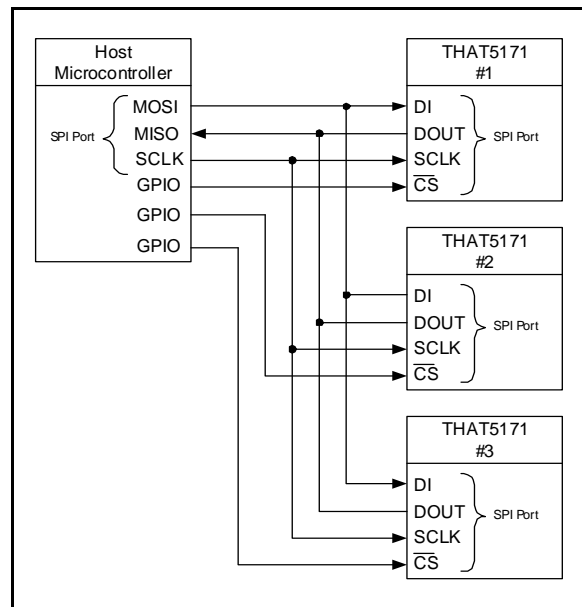 Host
Microcontroller
MOSI
MISO
SCLK
SPI Port
GPIO
GPIO
GPIO
THAT5171
#1
DI
DOUT
SCLK
CS
SPI Port
THAT5171
#2
DI
DOUT
SCLK
CS
SPI Port
THAT5171
#3
DI
DOUT
SCLK
CS
SPI Port